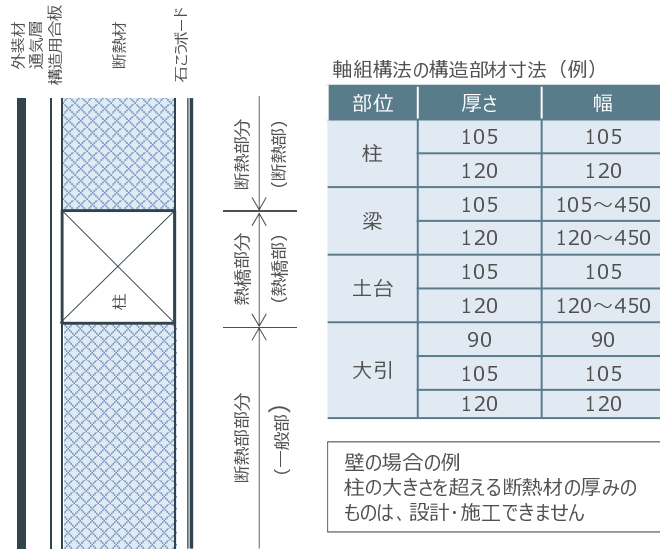 外装材
通気層
構造用合板
断熱材
石こうボード
断熱部分
(断熱部)
熱橋部分
(熱橋部)
柱
断熱部部分
(一般部)
軸組構法の構造部材寸法（例）
部位 厚さ 幅
柱 105 105
120 120
梁 105 105～450
120 120～450
土台 105 105
120 120～450
大引 90 90
105 105
120 120
壁の場合の例
柱の大きさを超える断熱材の厚みの
ものは、設計・施工できません